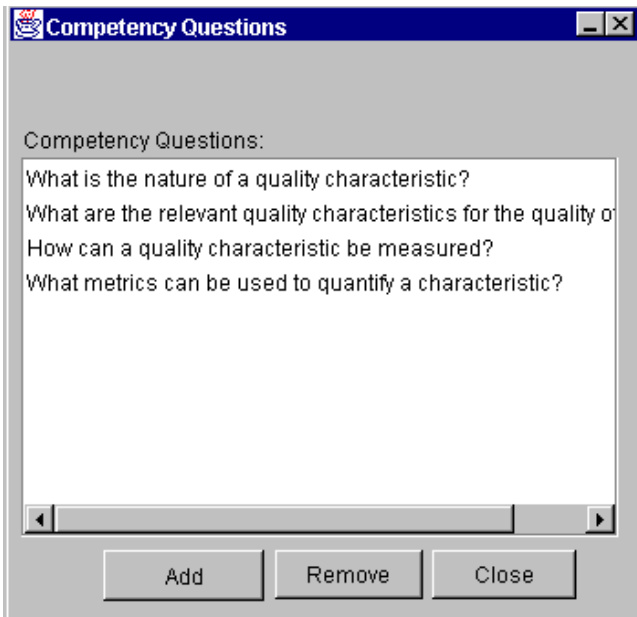 Competency Questions
Competency Questions:
What is the nature of a quality characteristic?
What are the relevant quality characteristics for the quality of
How can a quality characteristic be measured?
What metrics can be used to quantify a characteristic?
Add Remove Close